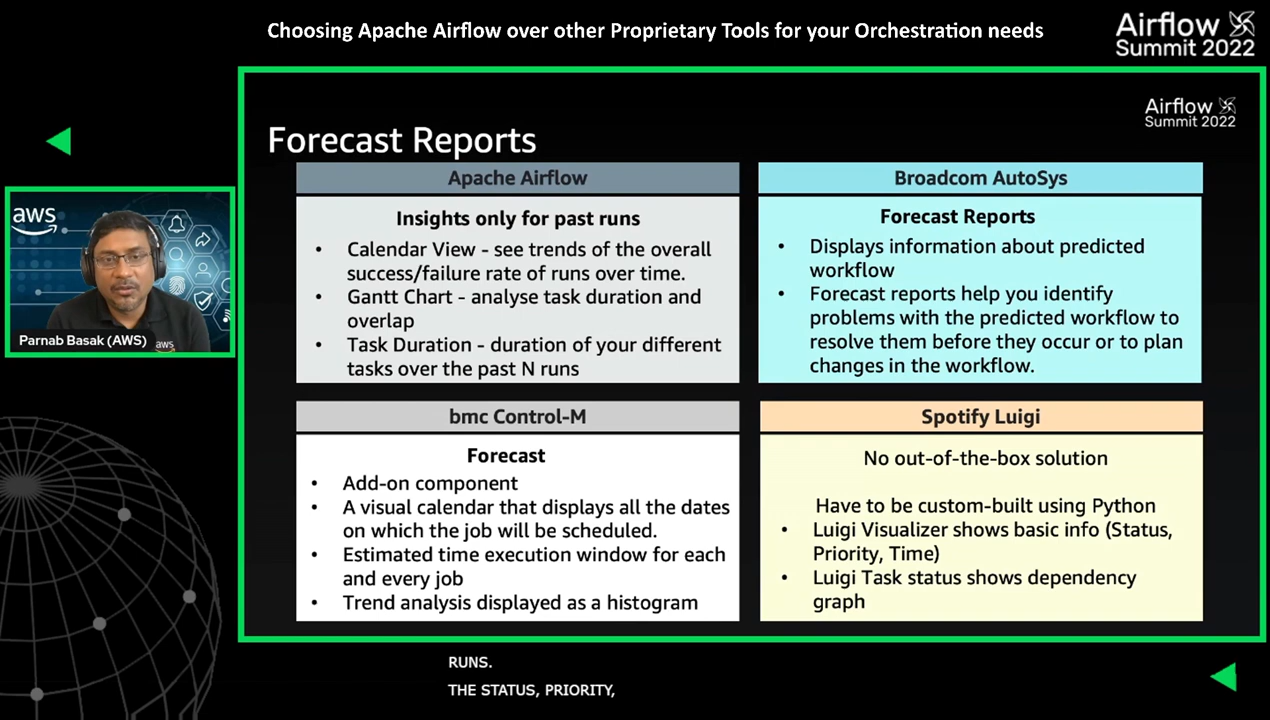 Choosing Apache Airflow over other Proprietary Tools for your Orchestration needs
Airflow
Summit 2022
Airflow
Summit 2022
Forecast Reports
Apache Airflow
Insights only for past runs
• Calendar View - see trends of the overall
success/failure rate of runs over time.
• Gantt Chart - analyse task duration and
overlap
• Task Duration - duration of your different
tasks over the past N runs
Broadcom AutoSys
Forecast Reports
• Displays information about predicted
workflow
• Forecast reports help you identify
problems with the predicted workflow to
resolve them before they occur or to plan
changes in the workflow.
aws
Parnab Basak (AWS)
aws
bmc Control-M
Forecast
• Add-on component
• A visual calendar that displays all the dates
on which the job will be scheduled.
• Estimated time execution window for each
and every job
• Trend analysis displayed as a histogram
Spotify Luigi
No out-of-the-box solution
Have to be custom-built using Python
• Luigi Visualizer shows basic info (Status,
Priority, Time)
• Luigi Task status shows dependency
graph
RUNS.
THE STATUS, PRIORITY,